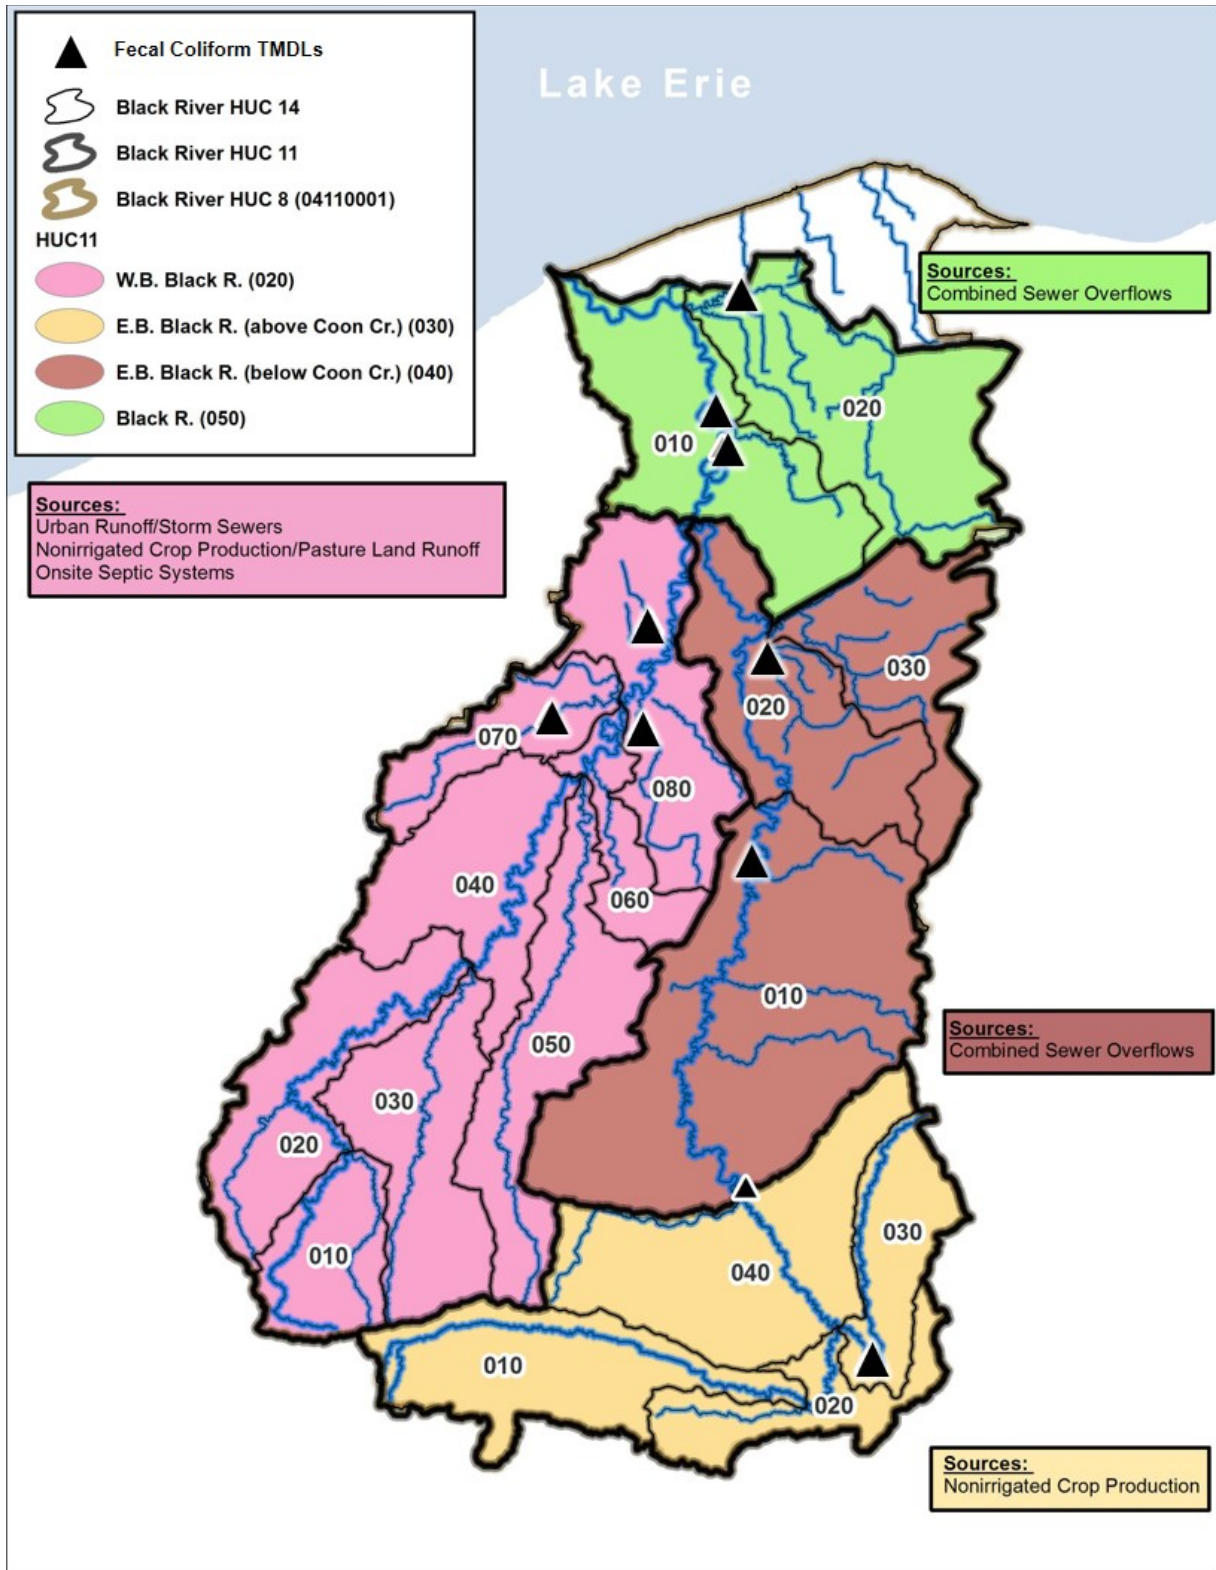 Fecal Coliform TMDLs
Black River HUC 14
Black River HUC 11
Black River HUC 8 (04110001)
HUC11
W.B. Black R. (020)
E.B. Black R. (above Coon Cr.) (030)
E.B. Black R. (below Coon Cr.) (040)
Black R. (050)
Lake Erie
Sources:
Combined Sewer Overflows
020
010
Sources:
Urban Runoff/Storm Sewers
Nonirrigated Crop Production/Pasture Land Runoff
Onsite Septic Systems
030
020
070
080
040
060
010
050
030
020
010
Sources:
Combined Sewer Overflows
030
040
010
020
Sources:
Nonirrigated Crop Production